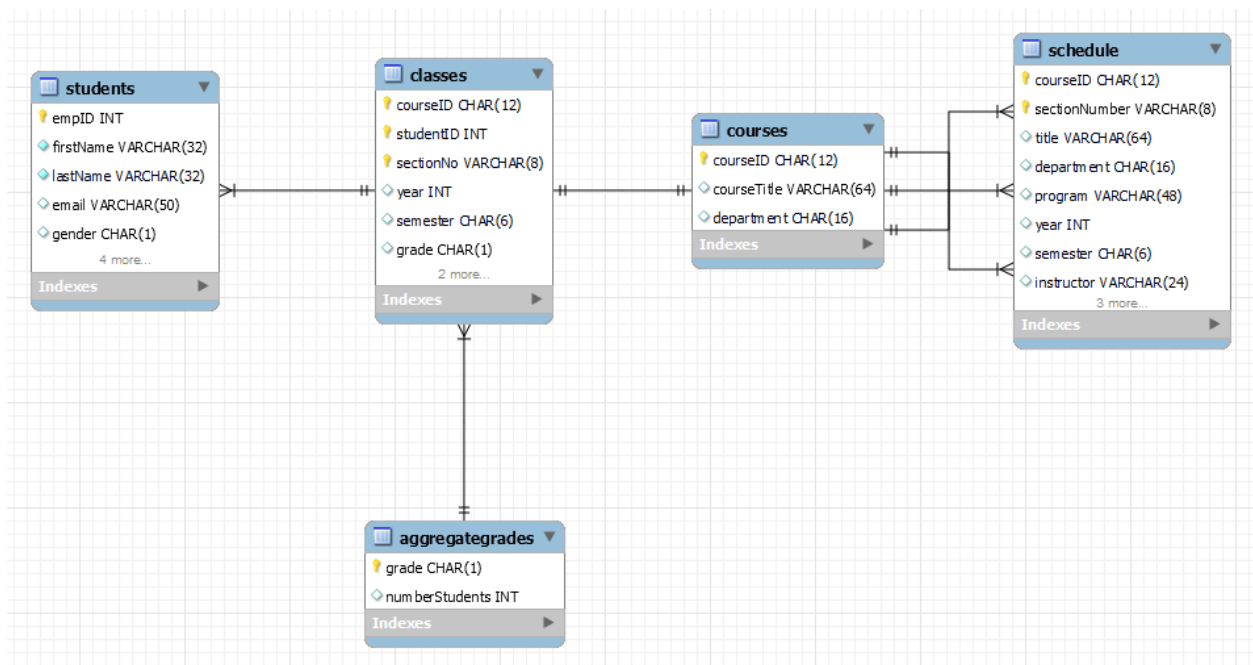 students
empID INT
firstName VARCHAR(32)
lastName VARCHAR(32)
email VARCHAR(50)
gender CHAR(1)
4 more...
Indexes
classes
courseID CHAR(12)
studentID INT
sectionNo VARCHAR(8)
year INT
semester CHAR(6)
grade CHAR(1)
2 more...
Indexes
courses
courseID CHAR(12)
courseTitle VARCHAR(64)
department CHAR(16)
Indexes
schedule
courseID CHAR(12)
sectionNumber VARCHAR(8)
title VARCHAR(64)
department CHAR(16)
program VARCHAR(48)
year INT
semester CHAR(6)
instructor VARCHAR(24)
3 more...
Indexes
aggregategrades
grade CHAR(1)
numberStudents INT
Indexes